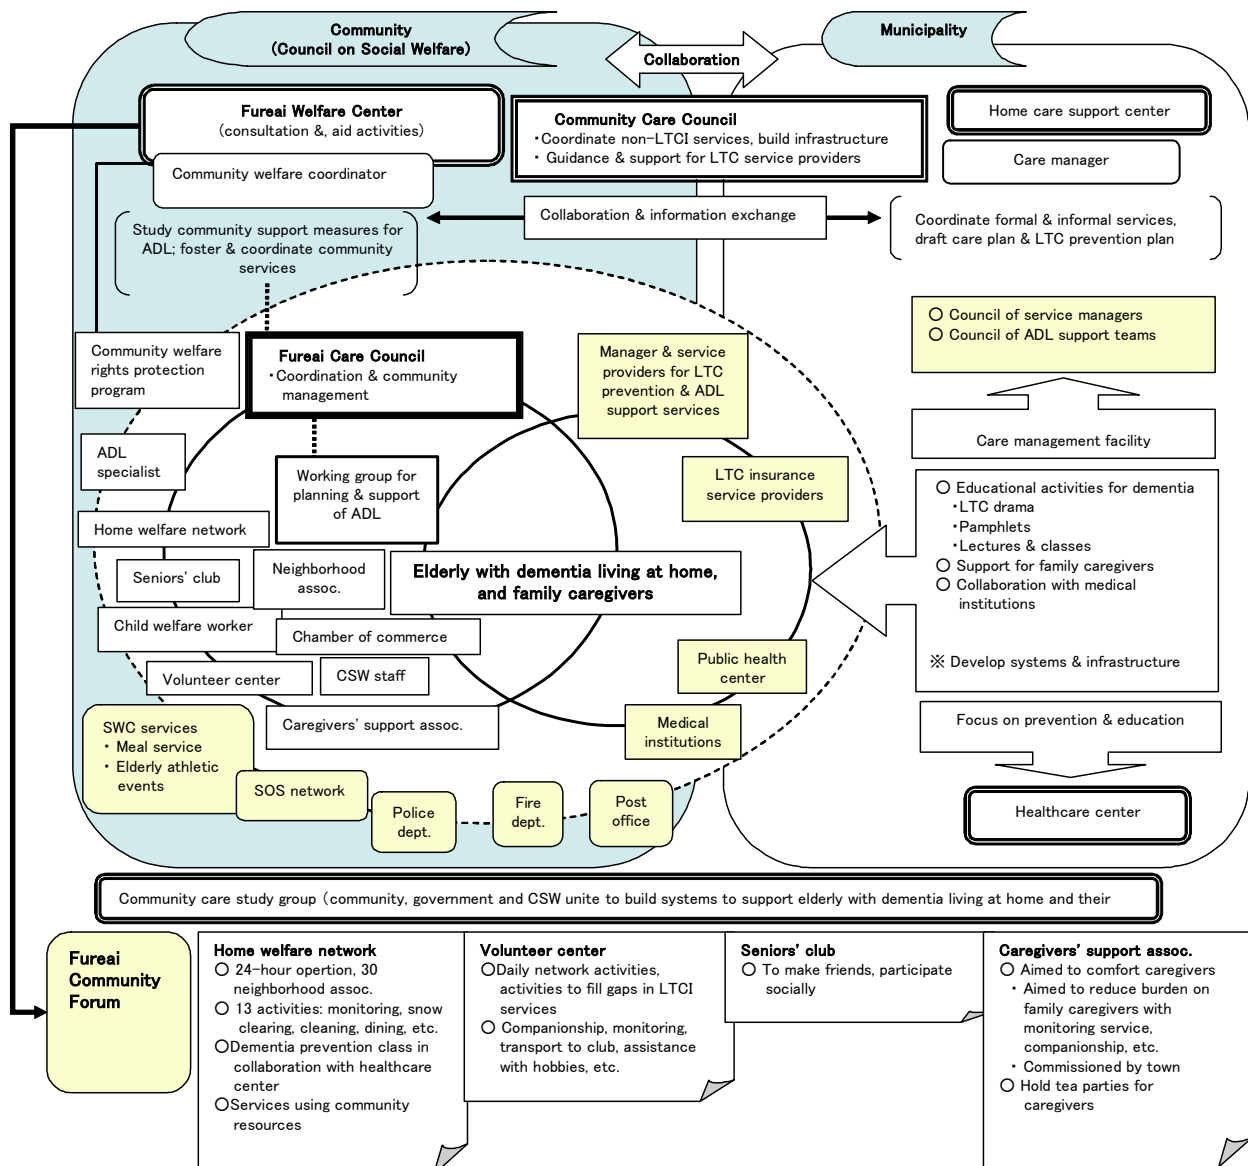 Community
(Council on Social Welfare)
Collaboration
Municipality
Fureai Welfare Center
(consultation &, aid activities)
Community welfare coordinator
Community Care Council
・Coordinate non-LTCI services, build infrastructure
・ Guidance & support for LTC service providers
Home care support center
Care manager
Study community support measures for
ADL; foster & coordinate community
services
Collaboration & information exchange
Coordinate formal & informal services,
draft care plan & LTC prevention plan
Community welfare
rights protection
program
Fureai Care Council
・Coordination & community
management
Manager & service
providers for LTC
prevention & ADL
support services
○ Council of service managers
○ Council of ADL support teams
Care management facility
ADL
specialist
Working group for
planning & support
of ADL
LTC insurance
service providers
○ Educational activities for dementia
・LTC drama
・Pamphlets
・Lectures & classes
○ Support for family caregivers
○ Collaboration with medical
institutions
※ Develop systems & infrastructure
Home welfare network
Seniors' club
Neighborhood
assoc.
Elderly with dementia living at home,
and family caregivers
Child welfare worker
Chamber of commerce
Volunteer center
CSW staff
Public health
center
Caregivers' support assoc.
Medical
institutions
Focus on prevention & education
SWC services
・ Meal service
・ Elderly athletic
events
SOS network
Police
dept.
Fire
dept.
Post
office
Healthcare center
Community care study group (community, government and CSW unite to build systems to support elderly with dementia living at home and their
Fureai
Community
Forum
Home welfare network
○ 24-hour opertion, 30
neighborhood assoc.
○ 13 activities: monitoring, snow
clearing, cleaning, dining, etc.
○Dementia prevention class in
collaboration with healthcare
center
○Services using community
resources
Volunteer center
○Daily network activities,
activities to fill gaps in LTCI
services
○ Companionship, monitoring,
transport to club, assistance
with hobbies, etc.
Seniors' club
○ To make friends, participate
socially
Caregivers' support assoc.
○ Aimed to comfort caregivers
・ Aimed to reduce burden on
family caregivers with
monitoring service,
companionship, etc.
・ Commissioned by town
○ Hold tea parties for
caregivers